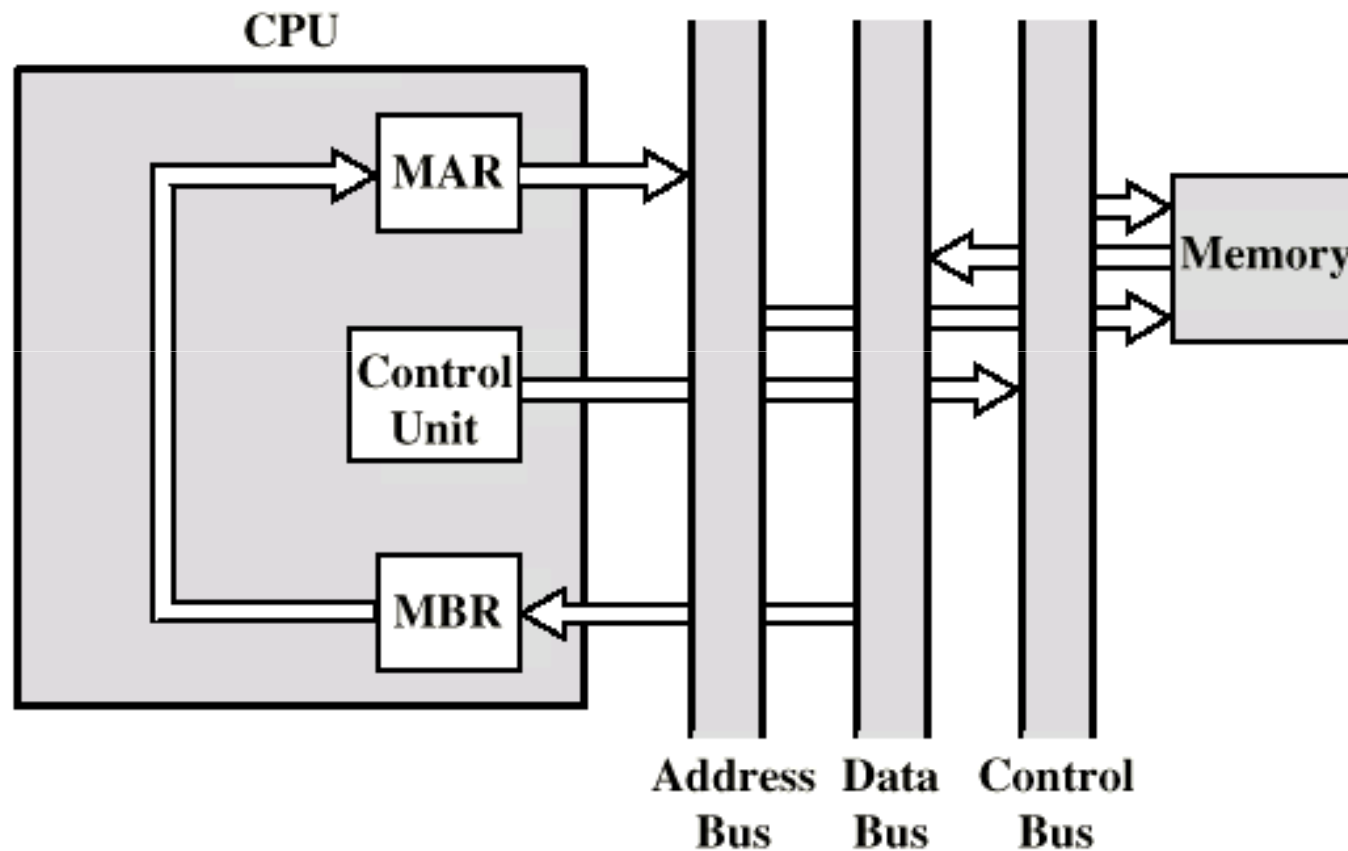 CPU
MAR
Memory
Control
Unit
MBR
Address
Bus
Data
Bus
Control
Bus